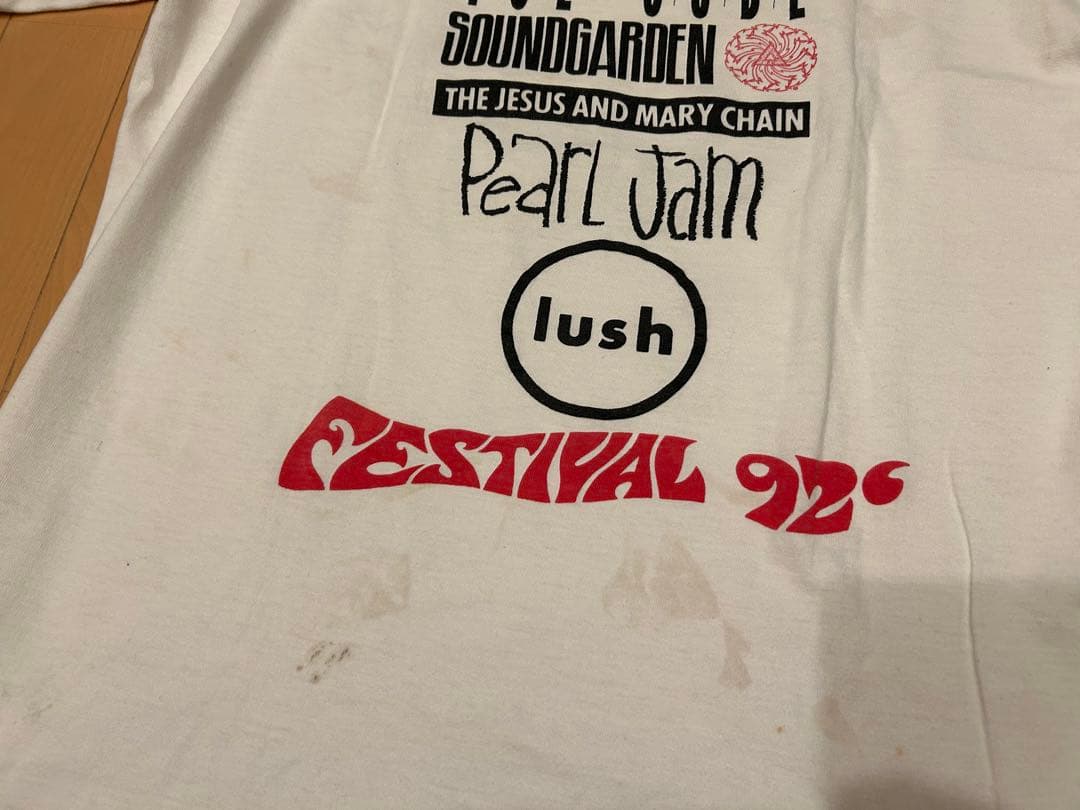 SOUNDGARDEN
THE JESUS AND MARY CHAIN
Pearl Jam
lush
FESTIVAL 92‘